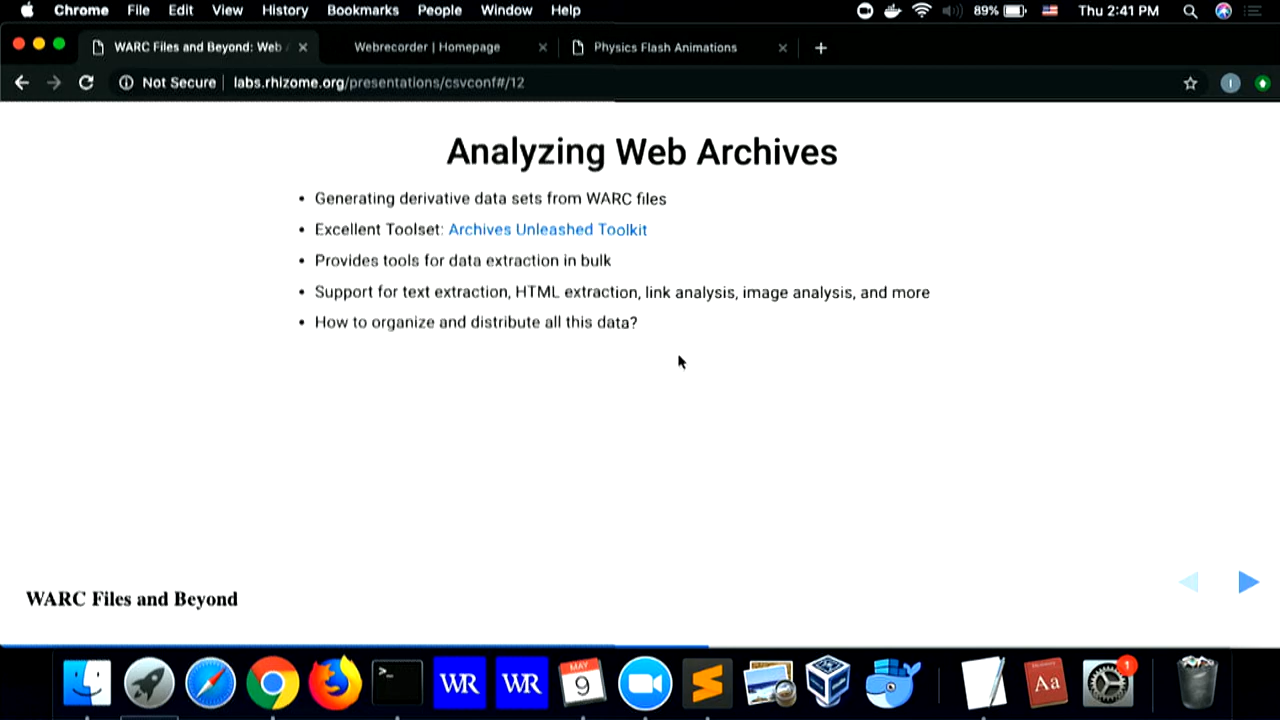 Chrome File Edit View History Bookmarks People Window Help 89% Thu 2:41 PM
WARC Files and Beyond: Web Webrecorder | Homepage Physics Flash Animations
Not Secure labs.rhizome.org/presentations/csvconf#/12
Analyzing Web Archives
• Generating derivative data sets from WARC files
• Excellent Toolset: Archives Unleashed Toolkit
• Provides tools for data extraction in bulk
• Support for text extraction, HTML extraction, link analysis, image analysis, and more
• How to organize and distribute all this data?
WARC Files and Beyond
>_ WR WR MAY 9 Aa 1